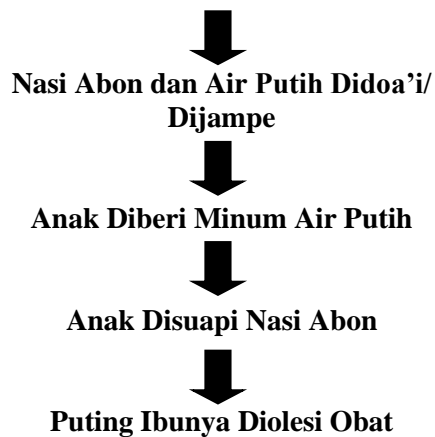 Nasi Abon dan Air Putih Didoa'i/
Dijampe
Anak Diberi Minum Air Putih
Anak Disuapi Nasi Abon
Puting Ibunya Diolesi Obat